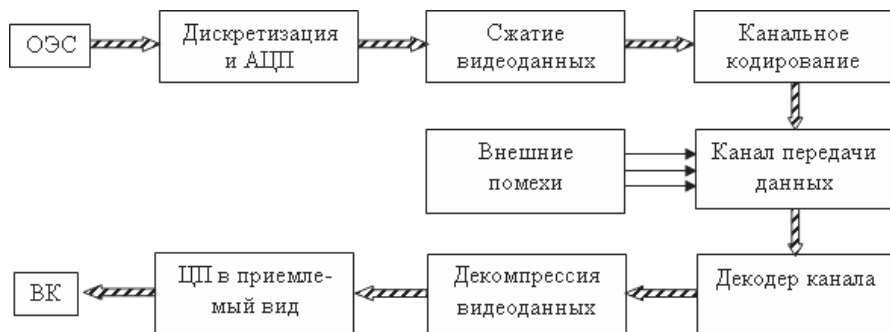 ОЭС
Дискретизация
и АЦП
Сжатие
видеоданных
Канальное
кодирование
Внешние
помехи
Канал передачи
данных
ВК
ЦП в приемле-
мый вид
Декомпрессия
видеоданных
Декодер канала